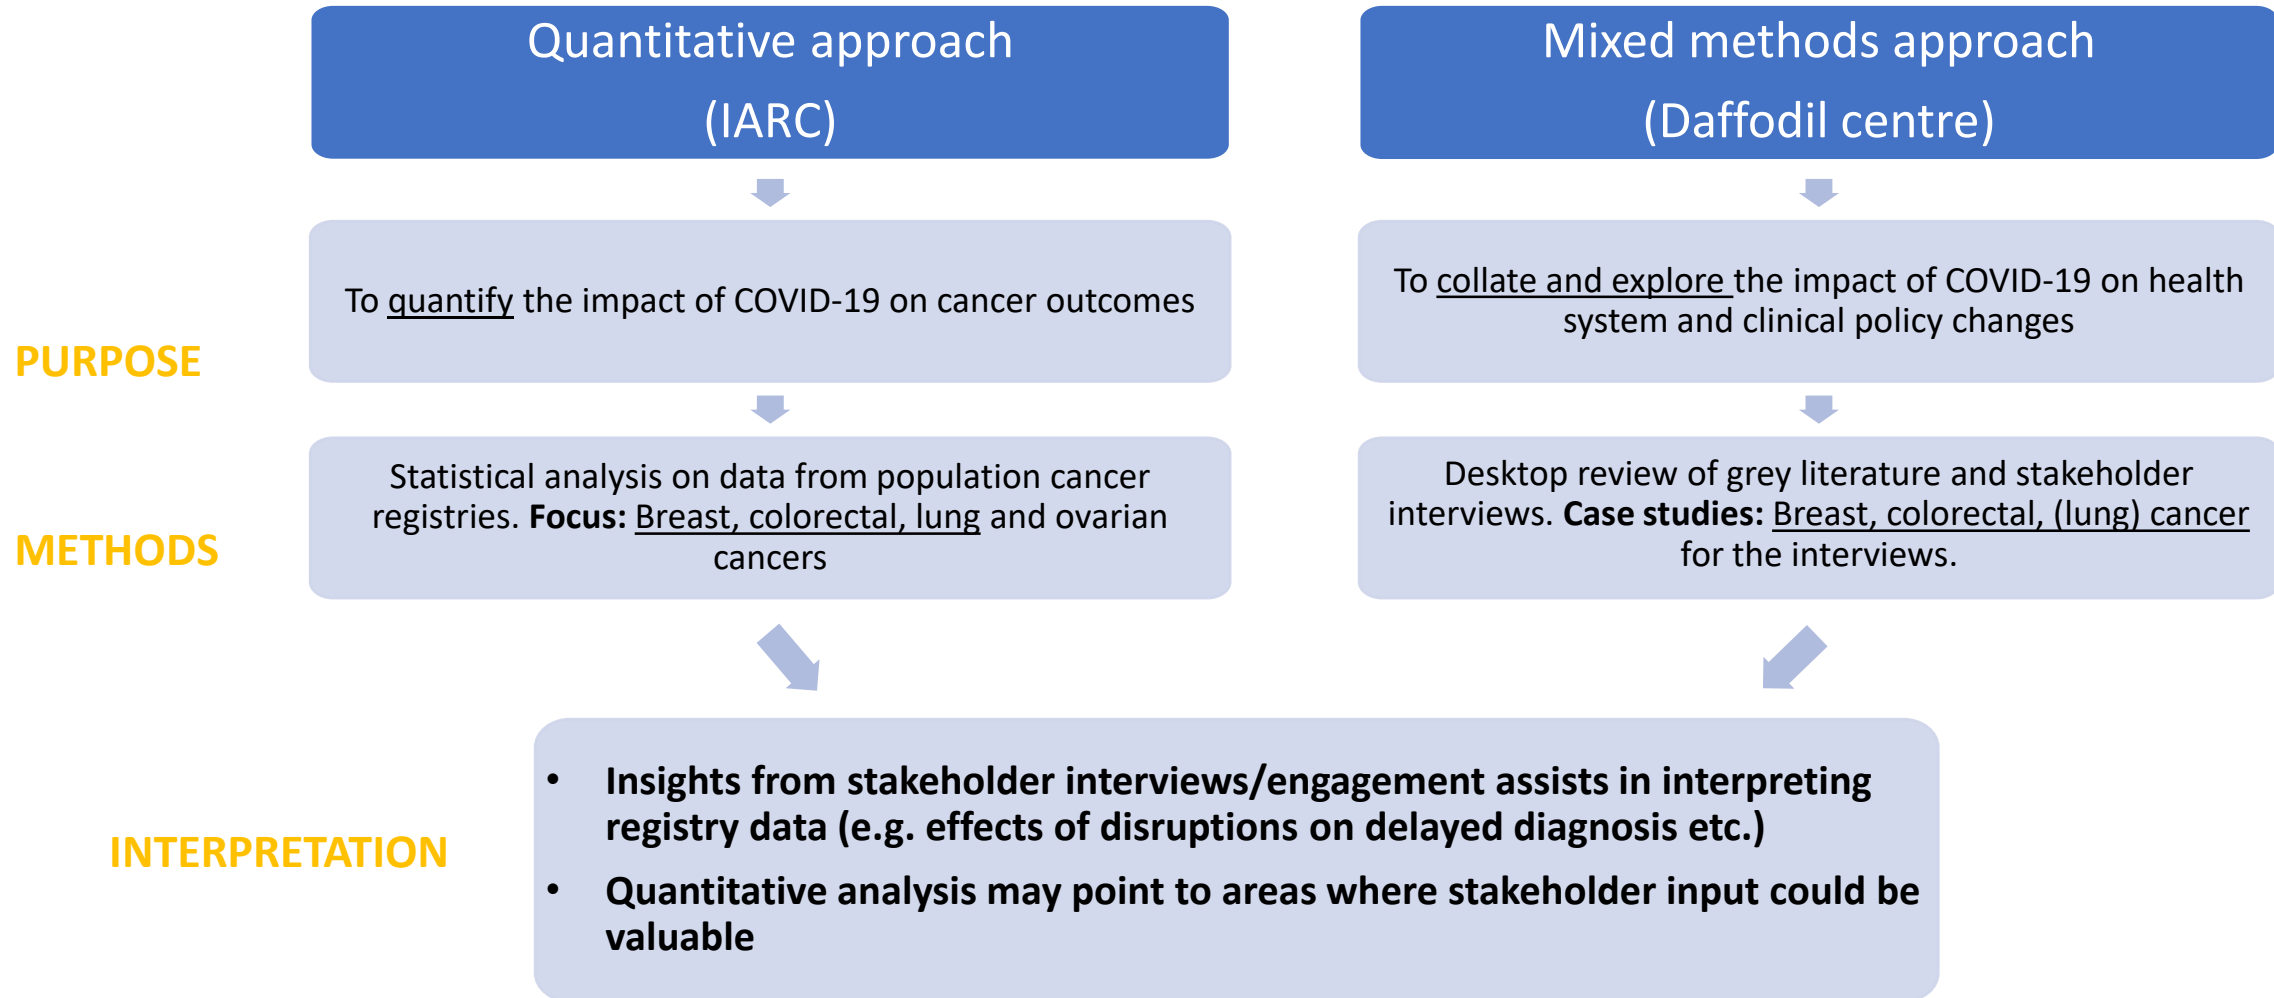 Quantitative approach
(IARC)
Mixed methods approach
(Daffodil centre)
PURPOSE
To quantify the impact of COVID-19 on cancer outcomes
To collate and explore the impact of COVID-19 on health
system and clinical policy changes
METHODS
Statistical analysis on data from population cancer
registries. Focus: Breast, colorectal, lung and ovarian
cancers
Desktop review of grey literature and stakeholder
interviews. Case studies: Breast, colorectal, (lung) cancer
for the interviews.
INTERPRETATION
• Insights from stakeholder interviews/engagement assists in interpreting
registry data (e.g. effects of disruptions on delayed diagnosis etc.)
• Quantitative analysis may point to areas where stakeholder input could be
valuable